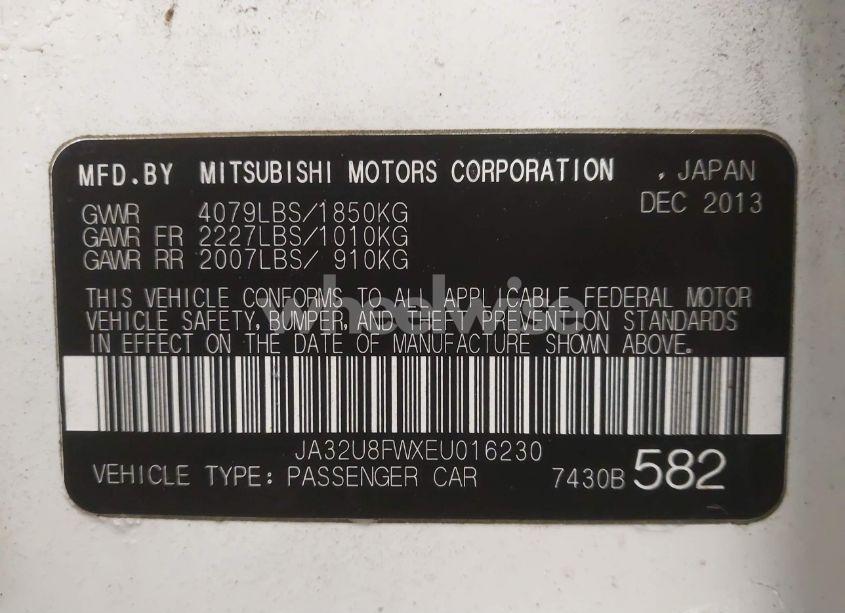 MFD.BY MITSUBISHI MOTORS CORPORATION , JAPAN
DEC 2013
GVWR 4079LBS/1850KG
GAWR FR 2227LBS/1010KG
GAWR RR 2007LBS/ 910KG
THIS VEHICLE CONFORMS TO ALL APPLICABLE FEDERAL MOTOR
VEHICLE SAFETY, BUMPER, AND THEFT PREVENTION STANDARDS
IN EFFECT ON THE DATE OF MANUFACTURE SHOWN ABOVE.
wheelwise
JA32U8FWXEU016230
VEHICLE TYPE: PASSENGER CAR 7430B 582